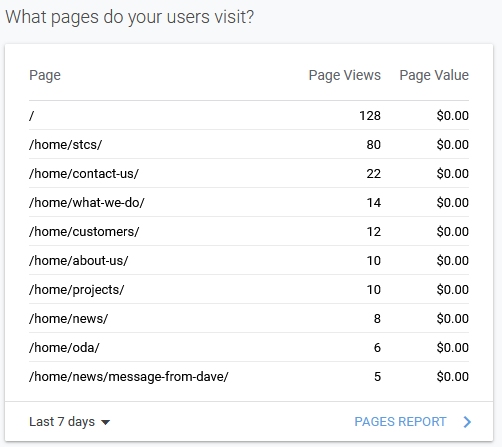 What pages do your users visit?
Page Page Views Page Value
/ 128 $0.00
/home/stcs/ 80 $0.00
/home/contact-us/ 22 $0.00
/home/what-we-do/ 14 $0.00
/home/customers/ 12 $0.00
/home/about-us/ 10 $0.00
/home/projects/ 10 $0.00
/home/news/ 8 $0.00
/home/oda/ 6 $0.00
/home/news/message-from-dave/ 5 $0.00
Last 7 days PAGES REPORT